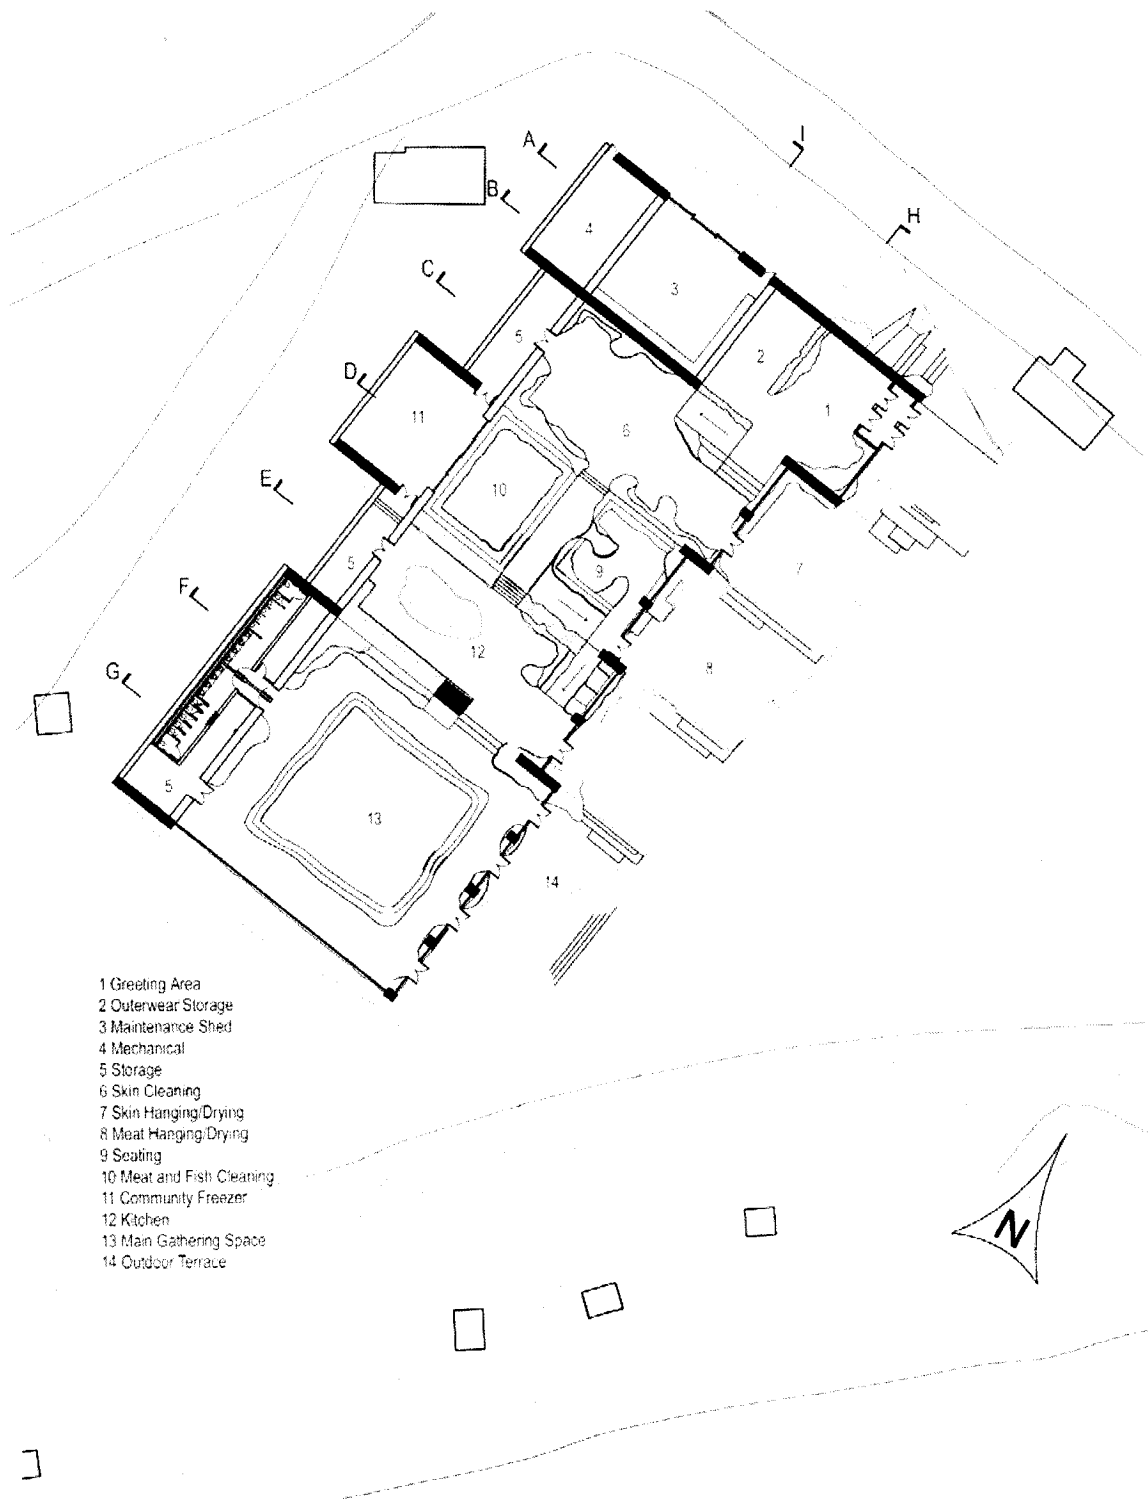 A
I
B
H
4
C
3
5
2
D
11
1
6
E
10
9
7
5
F
12
8
G
5
13
14
1 Greeting Area
2 Outerwear Storage
3 Maintenance Shed
4 Mechanical
5 Storage
6 Skin Cleaning
7 Skin Hanging/Drying
8 Meat Hanging/Drying
9 Seating
10 Meat and Fish Cleaning
11 Community Freezer
12 Kitchen
13 Main Gathering Space
14 Outdoor Terrace
N